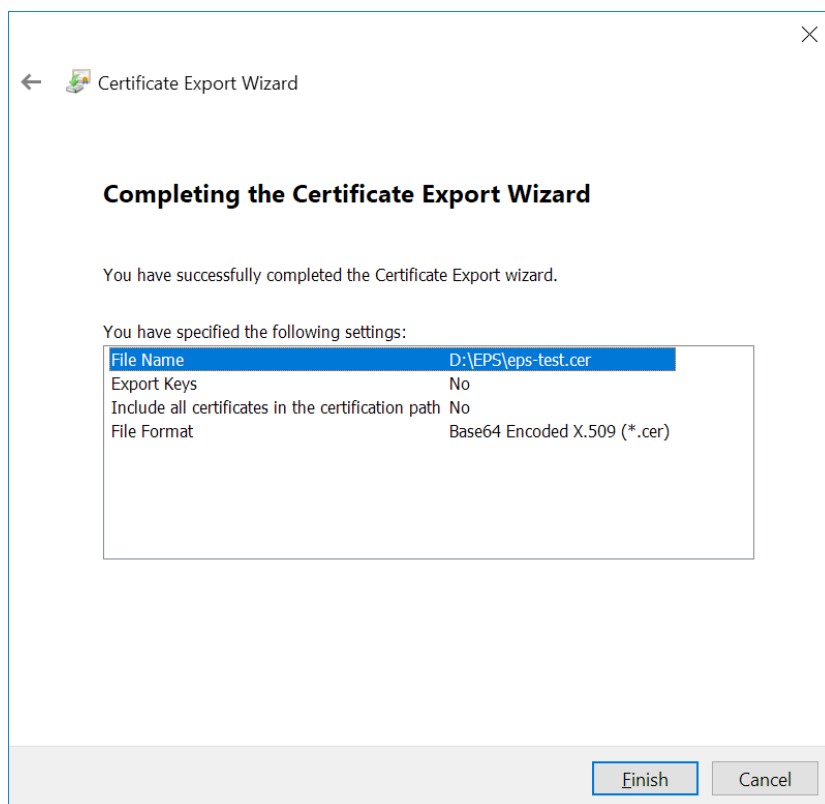 Certificate Export Wizard
Completing the Certificate Export Wizard
You have successfully completed the Certificate Export wizard.
You have specified the following settings:
File Name D:\EPS\eps-test.cer
Export Keys No
Include all certificates in the certification path No
File Format Base64 Encoded X.509 (*.cer)
Finish Cancel